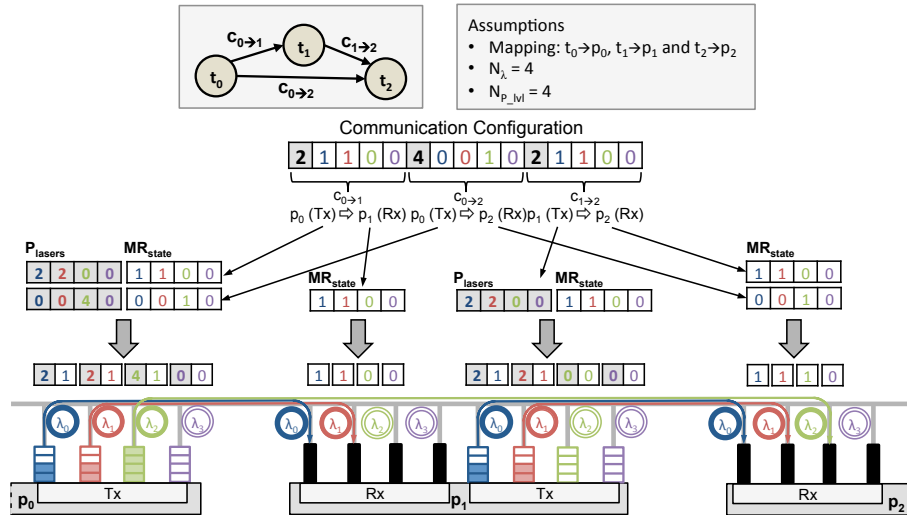 c0→1
t1
c1→2
t0
c0→2
t2
Assumptions
• Mapping: t0→p0, t1→p1 and t2→p2
• Nλ = 4
• NP_lvl = 4
Communication Configuration
2 1 1 0 0 4 0 0 1 0 2 1 1 0 0
c0→1 c0→2 c1→2
p0 (Tx) ⇨ p1 (Rx) p0 (Tx) ⇨ p2 (Rx) p1 (Tx) ⇨ p2 (Rx)
Plasers MRstate
2 2 0 0 1 1 0 0
0 0 4 0 0 0 1 0
MRstate
1 1 0 0
Plasers MRstate
2 2 0 0 1 1 0 0
MRstate
1 1 0 0
0 0 1 0
2 1 2 1 4 1 0 0
1 1 0 0
2 1 2 1 0 0 0 0
1 1 1 0
λ0 λ1 λ2 λ3 λ0 λ1 λ2 λ3 λ0 λ1 λ2 λ3 λ0 λ1 λ2 λ3
p0 Tx Rx p1 Tx Rx p2